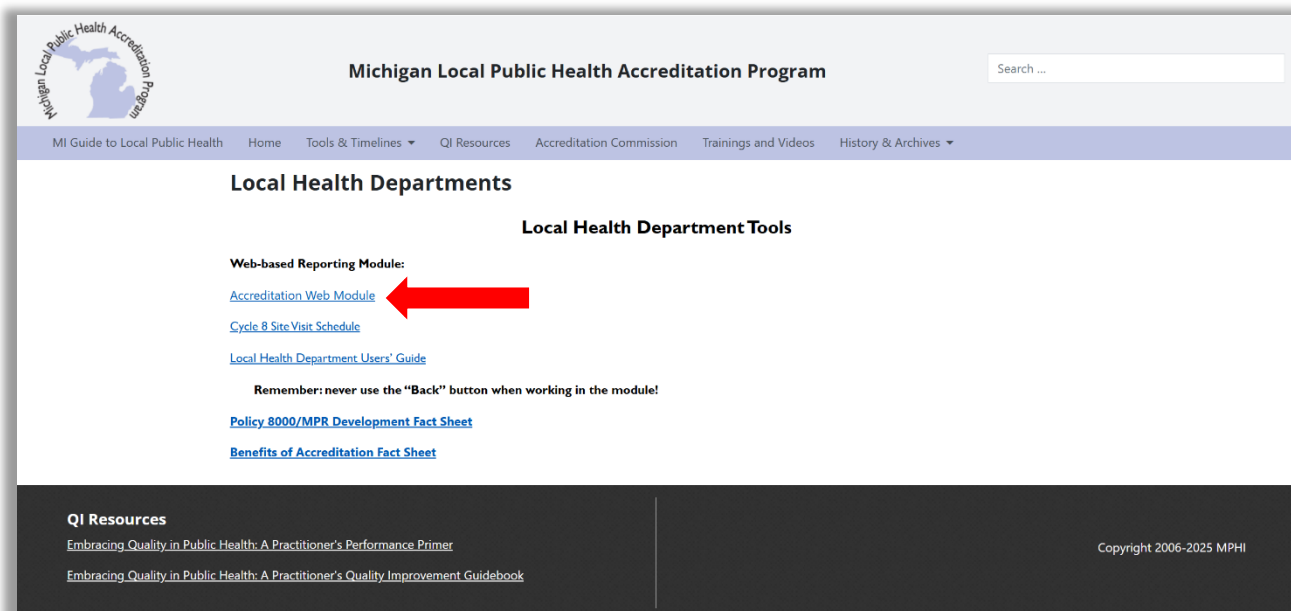 Michigan Local Public Health Accreditation Program
Michigan Local Public Health Accreditation Program
Search ...
MI Guide to Local Public Health Home Tools & Timelines QI Resources Accreditation Commission Trainings and Videos History & Archives
Local Health Departments
Local Health Department Tools
Web-based Reporting Module:
Accreditation Web Module
Cycle 8 Site Visit Schedule
Local Health Department Users' Guide
Remember: never use the “Back” button when working in the module!
Policy 8000/MPR Development Fact Sheet
Benefits of Accreditation Fact Sheet
QI Resources
Embracing Quality in Public Health: A Practitioner's Performance Primer
Copyright 2006-2025 MPHI
Embracing Quality in Public Health: A Practitioner's Quality Improvement Guidebook